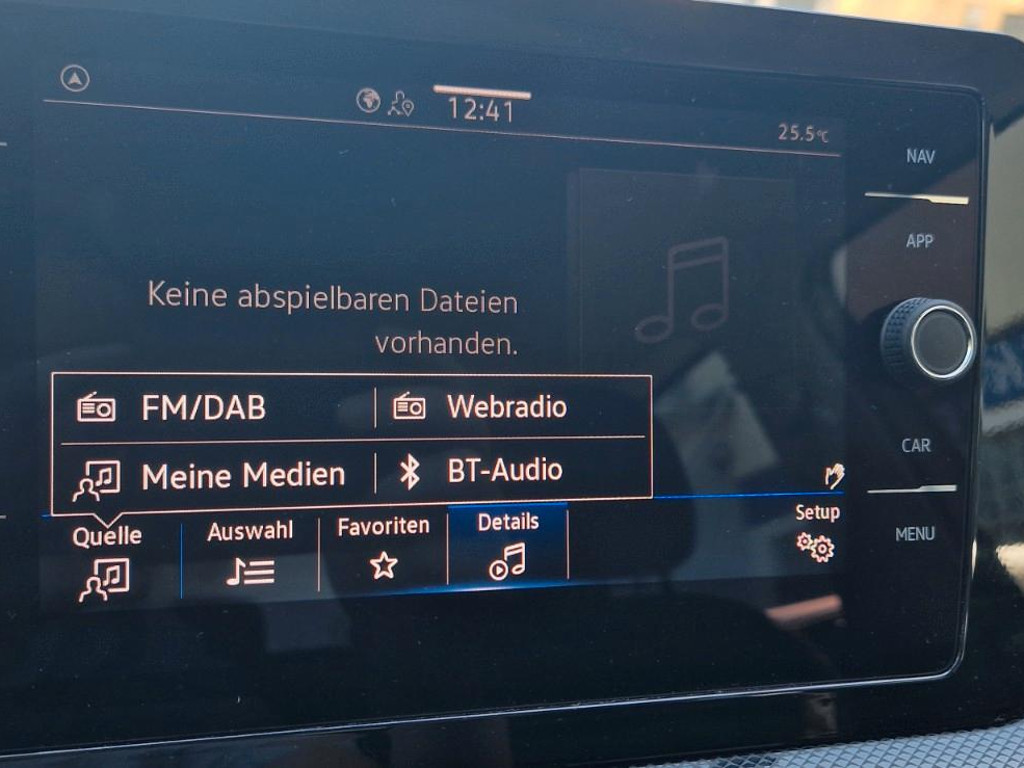 12:41
25.5°C
NAV
APP
Keine abspielbaren Dateien
vorhanden.
FM/DAB
Webradio
Meine Medien
BT-Audio
CAR
Quelle
Auswahl
Favoriten
Details
Setup
MENU